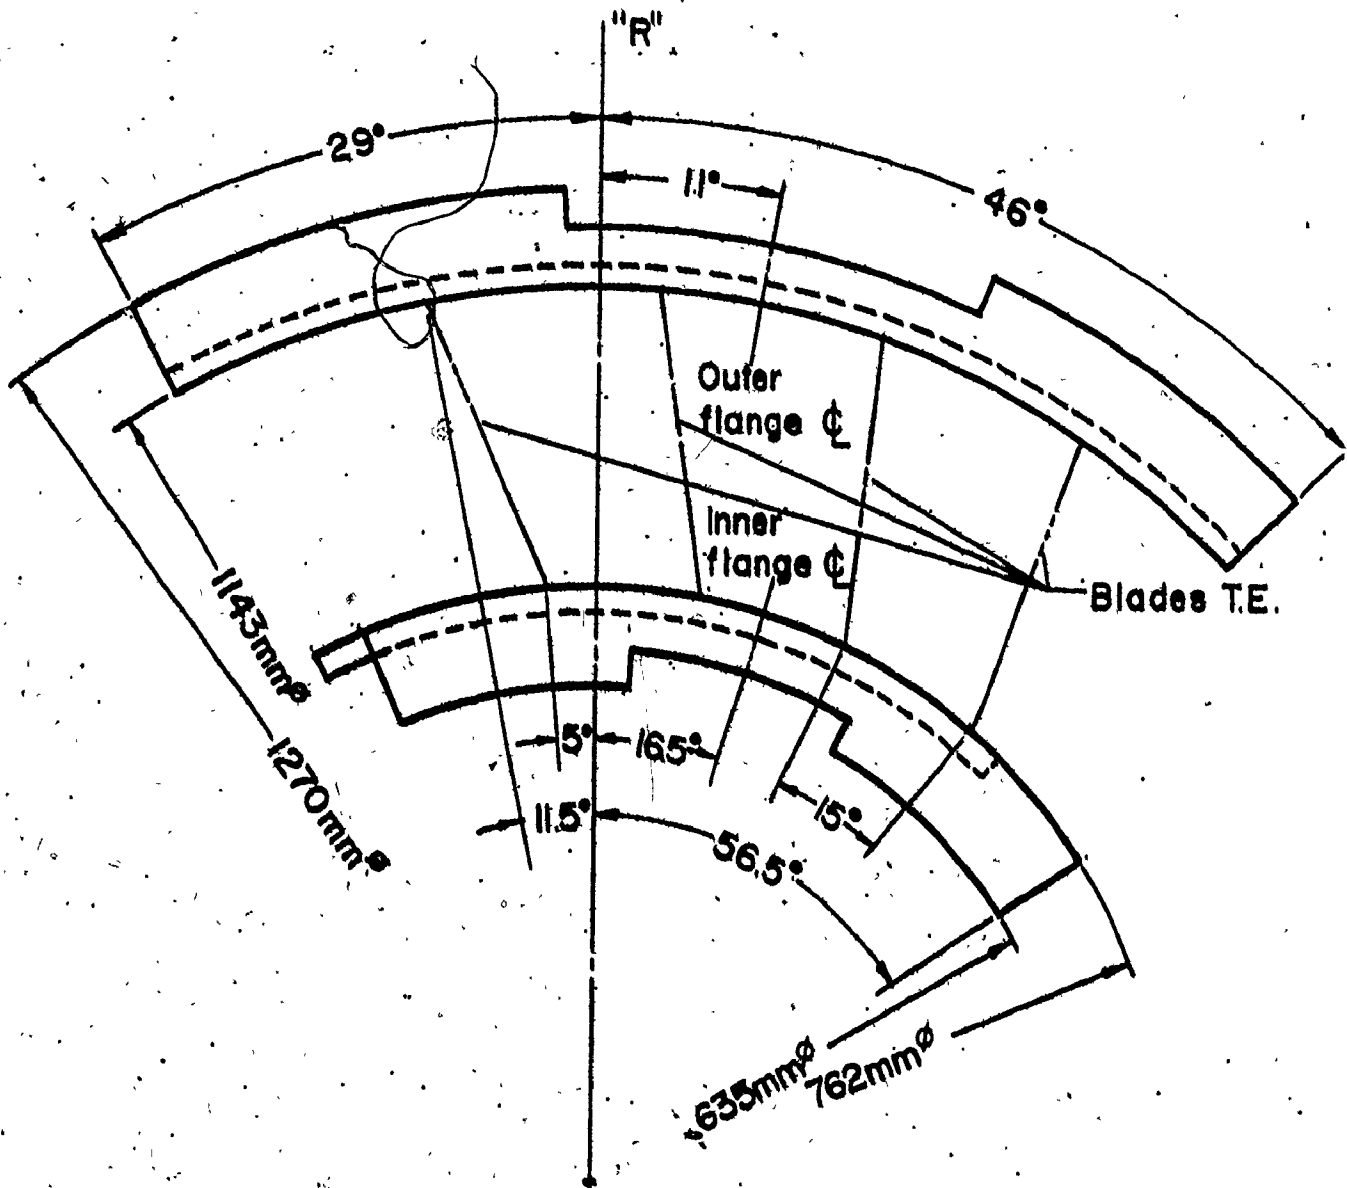 "R"
29°
11°
46°
Outer
flange ℄
Inner
flange ℄
Blades T.E.
1143mmø
1270mmø
5°
16.5°
15°
11.5°
56.5°
635mmø
762mmø